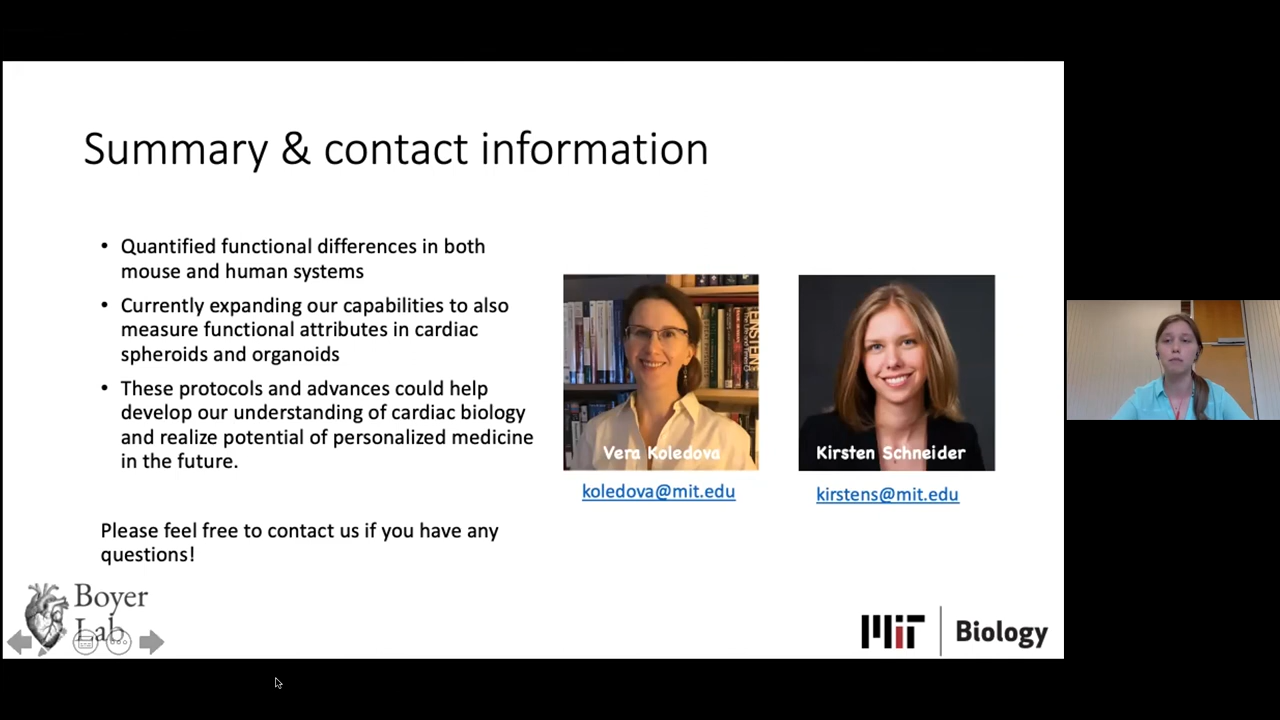 Summary & contact information
• Quantified functional differences in both
mouse and human systems
• Currently expanding our capabilities to also
measure functional attributes in cardiac
spheroids and organoids
• These protocols and advances could help
develop our understanding of cardiac biology
and realize potential of personalized medicine
in the future.
Please feel free to contact us if you have any
questions!
EINSTEIN
Vera Koledova
koledova@mit.edu
Kirsten Schneider
kirstens@mit.edu
Boyer
Lab
MIT
Biology